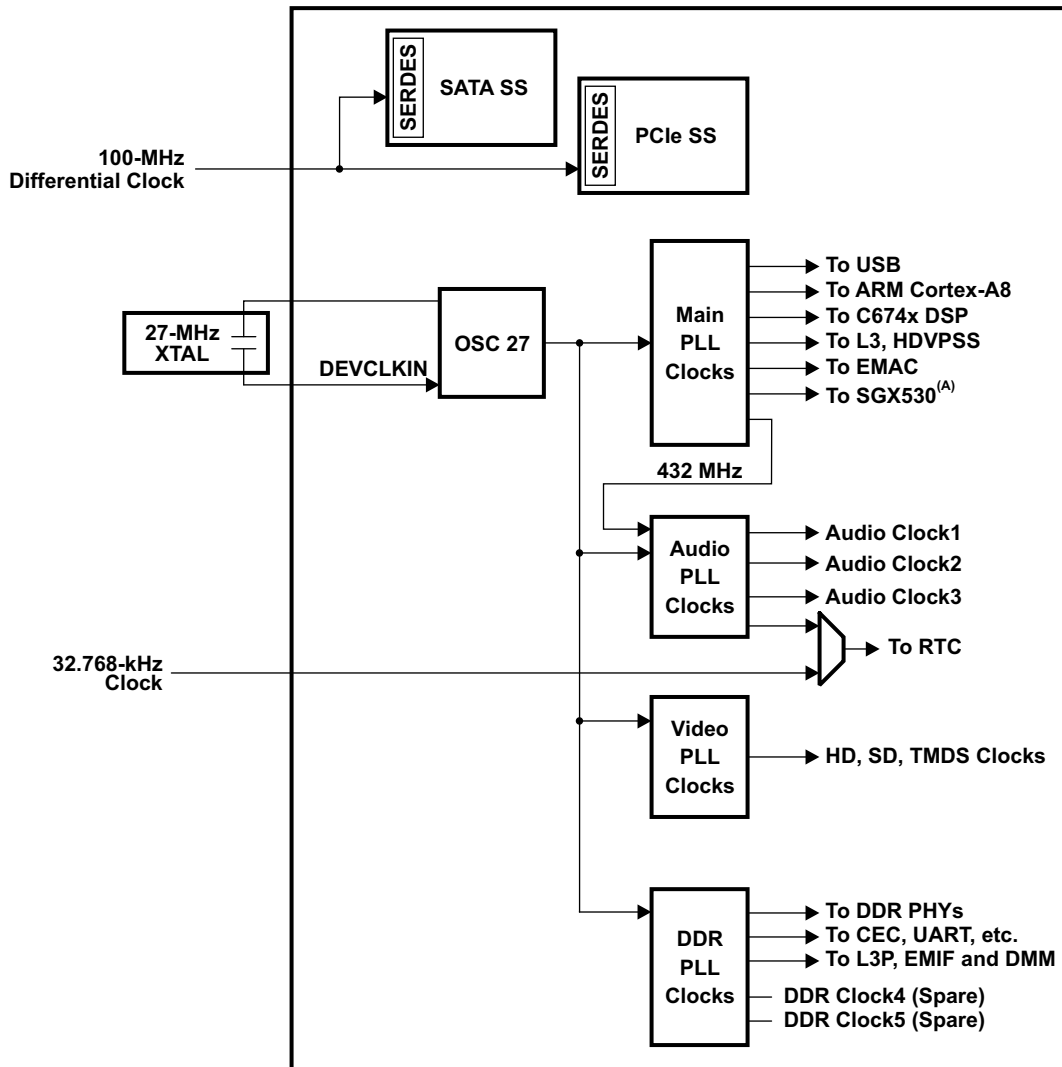 SERDES
SATA SS
SERDES
PCIe SS
100-MHz
Differential Clock
27-MHz
XTAL
DEVCLKIN
OSC 27
Main
PLL
Clocks
To USB
To ARM Cortex-A8
To C674x DSP
To L3, HDVPSS
To EMAC
To SGX530(A)
432 MHz
Audio
PLL
Clocks
Audio Clock1
Audio Clock2
Audio Clock3
To RTC
32.768-kHz
Clock
Video
PLL
Clocks
HD, SD, TMDS Clocks
DDR
PLL
Clocks
To DDR PHYs
To CEC, UART, etc.
To L3P, EMIF and DMM
DDR Clock4 (Spare)
DDR Clock5 (Spare)